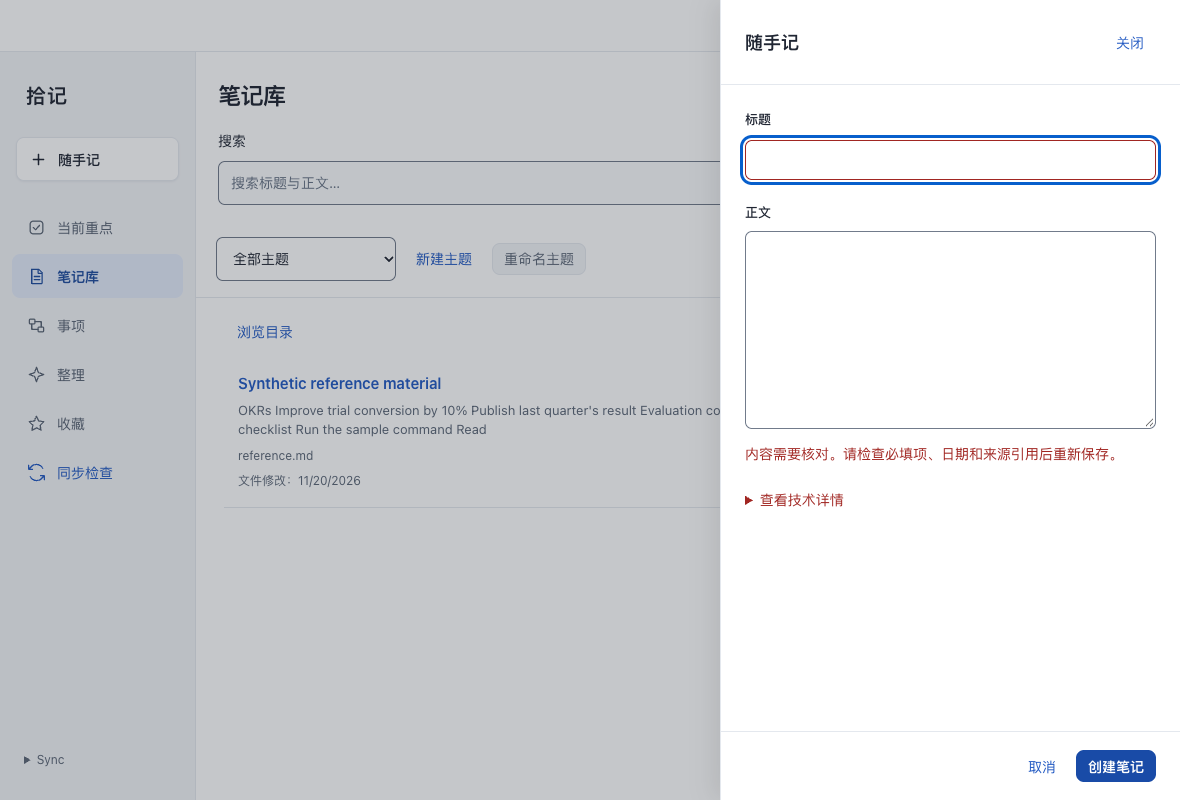 拾记
随手记
当前重点
笔记库
事项
整理
收藏
同步检查
Sync
笔记库
搜索
搜索标题与正文...
全部主题
新建主题
重命名主题
浏览目录
Synthetic reference material
OKRs Improve trial conversion by 10% Publish last quarter's result Evaluation co
checklist Run the sample command Read
reference.md
文件修改：11/20/2026
随手记
关闭
标题
正文
内容需要核对。请检查必填项、日期和来源引用后重新保存。
查看技术详情
取消
创建笔记